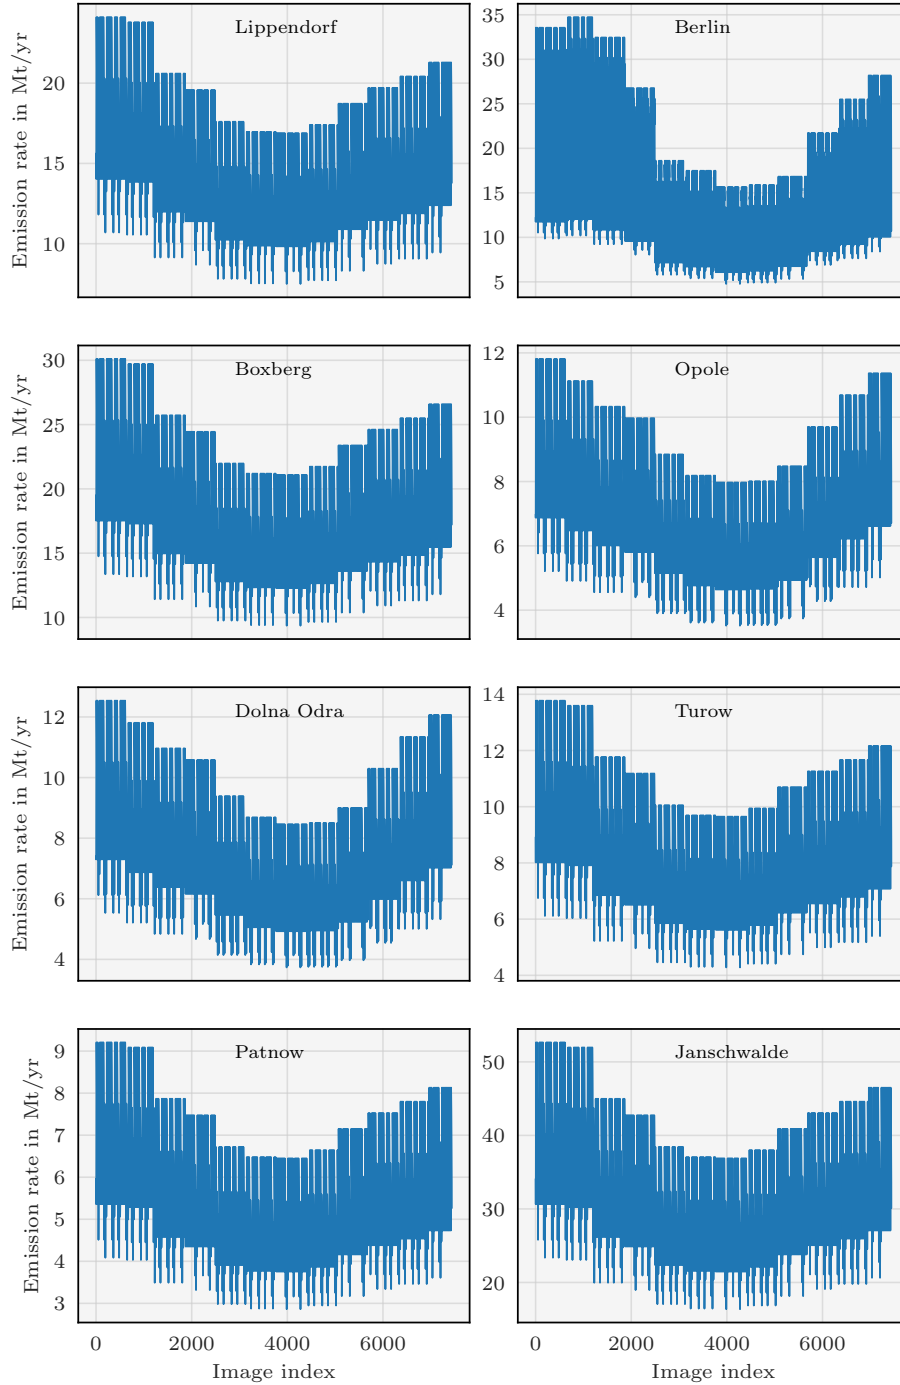 Lippendorf
Berlin
Emission rate in Mt/yr
20
15
10
35
30
25
20
15
10
5
Boxberg
Opole
Emission rate in Mt/yr
30
25
20
15
10
12
10
8
6
4
Dolna Odra
Turow
Emission rate in Mt/yr
12
10
8
6
4
14
12
10
8
6
4
Patnow
Janschwalde
Emission rate in Mt/yr
9
8
7
6
5
4
3
50
40
30
20
0 2000 4000 6000
0 2000 4000 6000
Image index
Image index